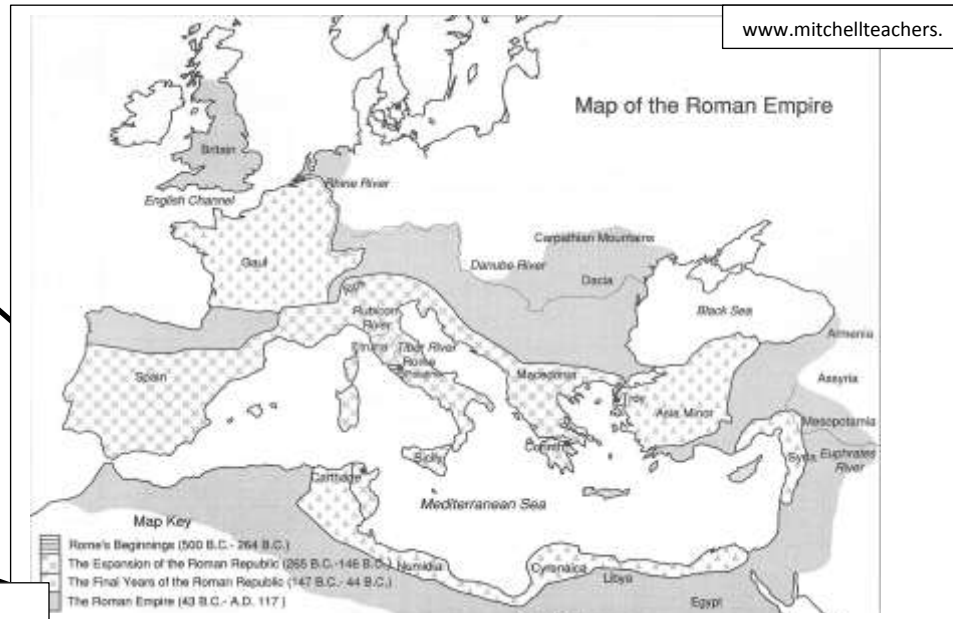 www.mitchellteachers.
Map of the Roman Empire
Britain
English Channel
Rhine River
Gaul
Carpathian Mountains
Danube River
Dacia
Black Sea
Alps
Rubicon
River
Etruria
Tiber River
Rome
Spain
Macedonia
Troy
Asia Minor
Armenia
Assyria
Mesopotamia
Syria
Euphrates
River
Corinth
Sicily
Carthage
Mediterranean Sea
Numidia
Cyrenaica
Libya
Egypt
Map Key
Rome's Beginnings (500 B.C.- 264 B.C.)
The Expansion of the Roman Republic (265 B.C.-146 B.C.)
The Final Years of the Roman Republic (147 B.C.- 44 B.C.)
The Roman Empire (43 B.C.- A.D. 117 )